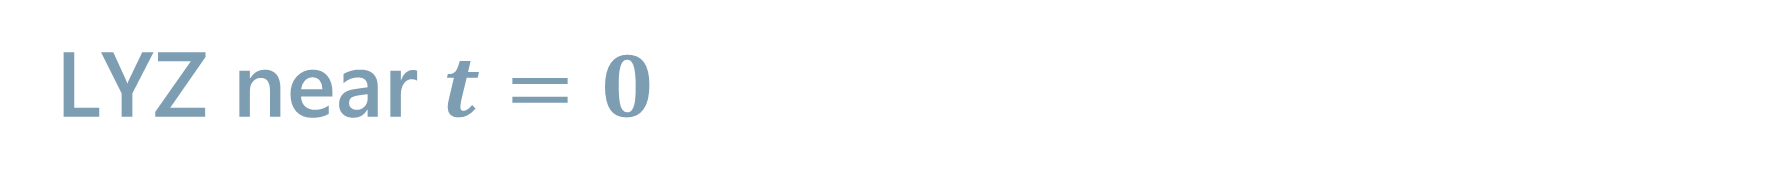 LYZ near t = 0